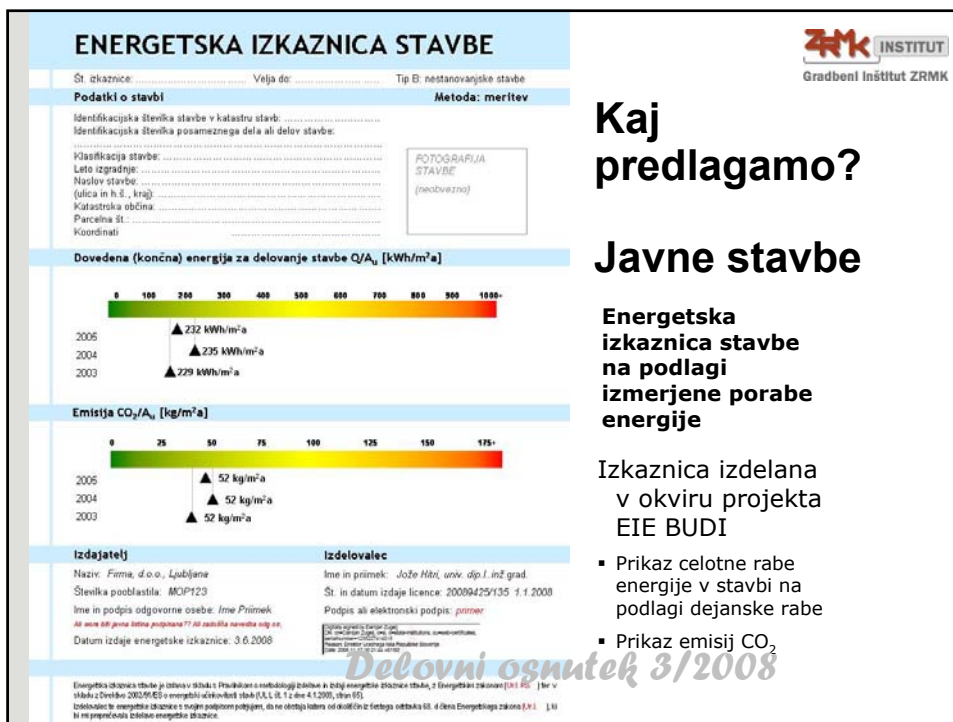 ENERGETSKA IZKAZNICA STAVBE
Št. izkaznice: ........ Velja do: ........ Tip B: nestanovanjske stavbe
Podatki o stavbi Metoda: meritev
Identifikacijska številka stavbe v katastru stavb: ........
Identifikacijska številka posameznega dela ali delov stavbe:
........
Klasifikacija stavbe: ........
Leto izgradnje: ........
Naslov stavbe: ........
(ulica in h.š., kraj): ........
Katastrska občina: ........
Parcelna št.: ........
Koordinati ........
FOTOGRAFIJA
STAVBE
(neobvezno)
Dovedena (končna) energija za delovanje stavbe Q/Aᵤ [kWh/m²a]
0 100 200 300 400 500 600 700 800 900 1000+
2005 232 kWh/m²a
2004 235 kWh/m²a
2003 229 kWh/m²a
Emisija CO₂/Aᵤ [kg/m²a]
0 25 50 75 100 125 150 175+
2005 52 kg/m²a
2004 52 kg/m²a
2003 52 kg/m²a
Izdajatelj
Naziv: Firma, d.o.o., Ljubljana
Številka pooblastila: MOP123
Ime in podpis odgovorne osebe: Ime Priimek
Datum izdaje energetske izkaznice: 3.6.2008
Izdelovalec
Ime in priimek: Jože Hitri, univ. dip.l. inž grad.
Št. in datum izdaje licence: 20089425/135 1.1.2008
Podpis ali elektronski podpis: primer
ZRMK INSTITUT
Gradbeni Inštitut ZRMK
Kaj
predlagamo?
Javne stavbe
Energetska
izkaznica stavbe
na podlagi
izmerjene porabe
energije
Izkaznica izdelana
v okviru projekta
EIE BUDI
▪ Prikaz celotne rabe
energije v stavbi na
podlagi dejanske rabe
▪ Prikaz emisij CO₂
Delovni osnutek 3/2008